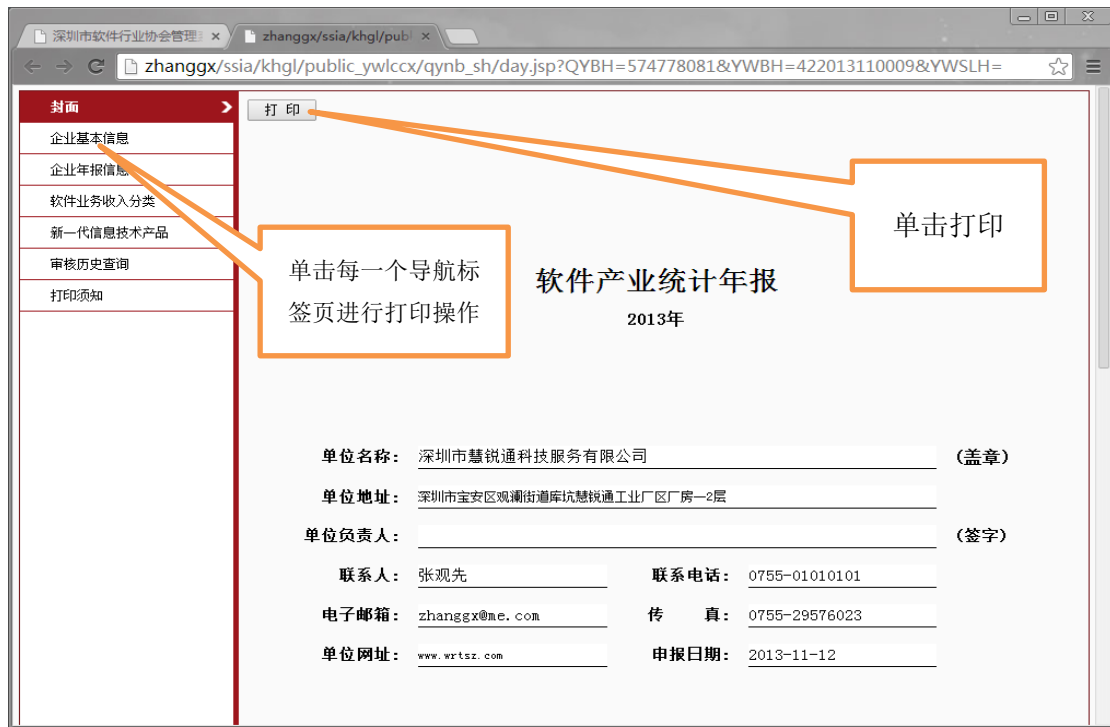 深圳市软件行业协会管理
zhanggx/ssia/khgl/publ
zhanggx/ssia/khgl/public_ywlccx/qynb_sh/day.jsp?QYBH=574778081&YWBH=422013110009&YWSLH=
封面
打 印
企业基本信息
企业年报信息
软件业务收入分类
新一代信息技术产品
审核历史查询
打印须知
单击打印
单击每一个导航标
签页进行打印操作
软件产业统计年报
2013年
单位名称： 深圳市慧锐通科技服务有限公司 （盖章）
单位地址： 深圳市宝安区观澜街道库坑慧锐通工业厂区厂房一2层
单位负责人： （签字）
联系人： 张观先 联系电话： 0755-01010101
电子邮箱： zhanggx@me.com 传 真： 0755-29576023
单位网址： www.wrtsz.com 申报日期： 2013-11-12